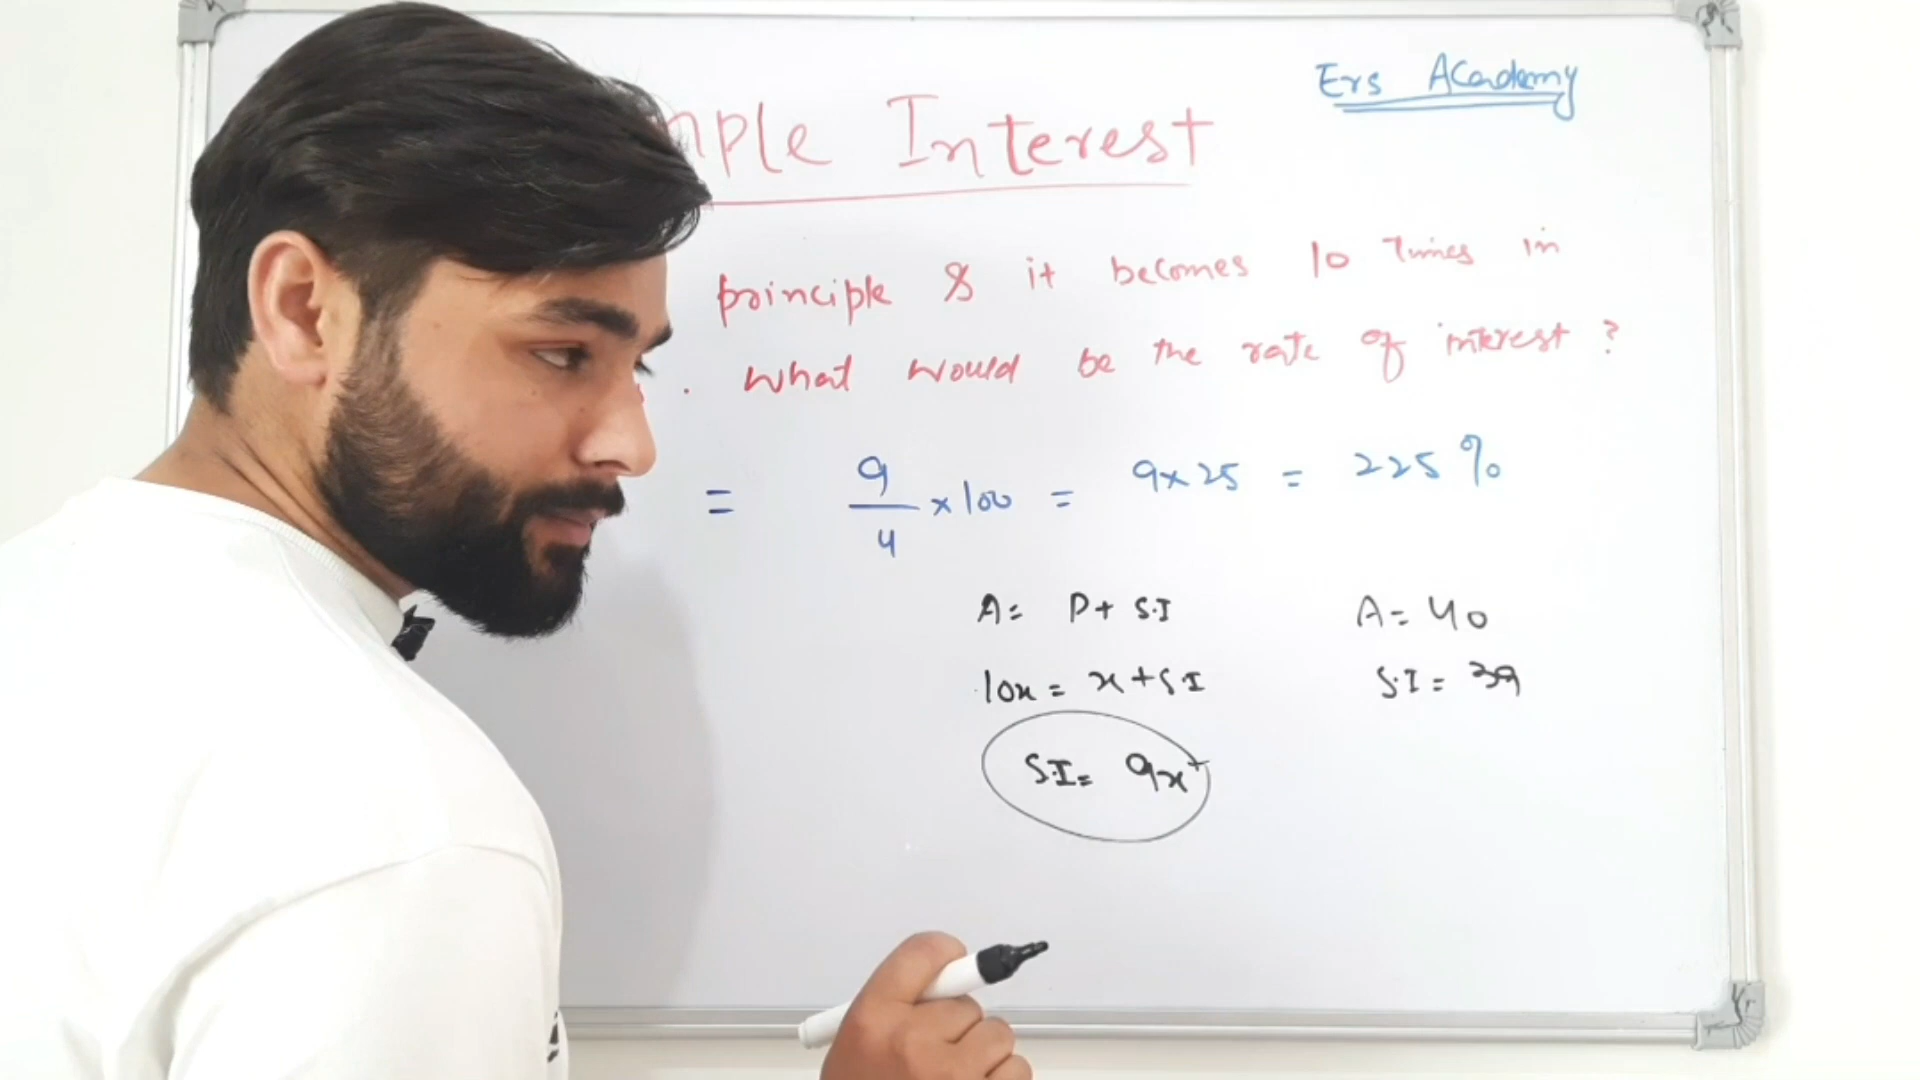 Ers Academy
mple Interest
principle & it becomes 10 Times in
. What would be the rate of interest ?
= 9/4 × 100 = 9×25 = 225 %
A = P + S.I
A = 40
10x = x + S.I
S.I = 39
S.I = 9x